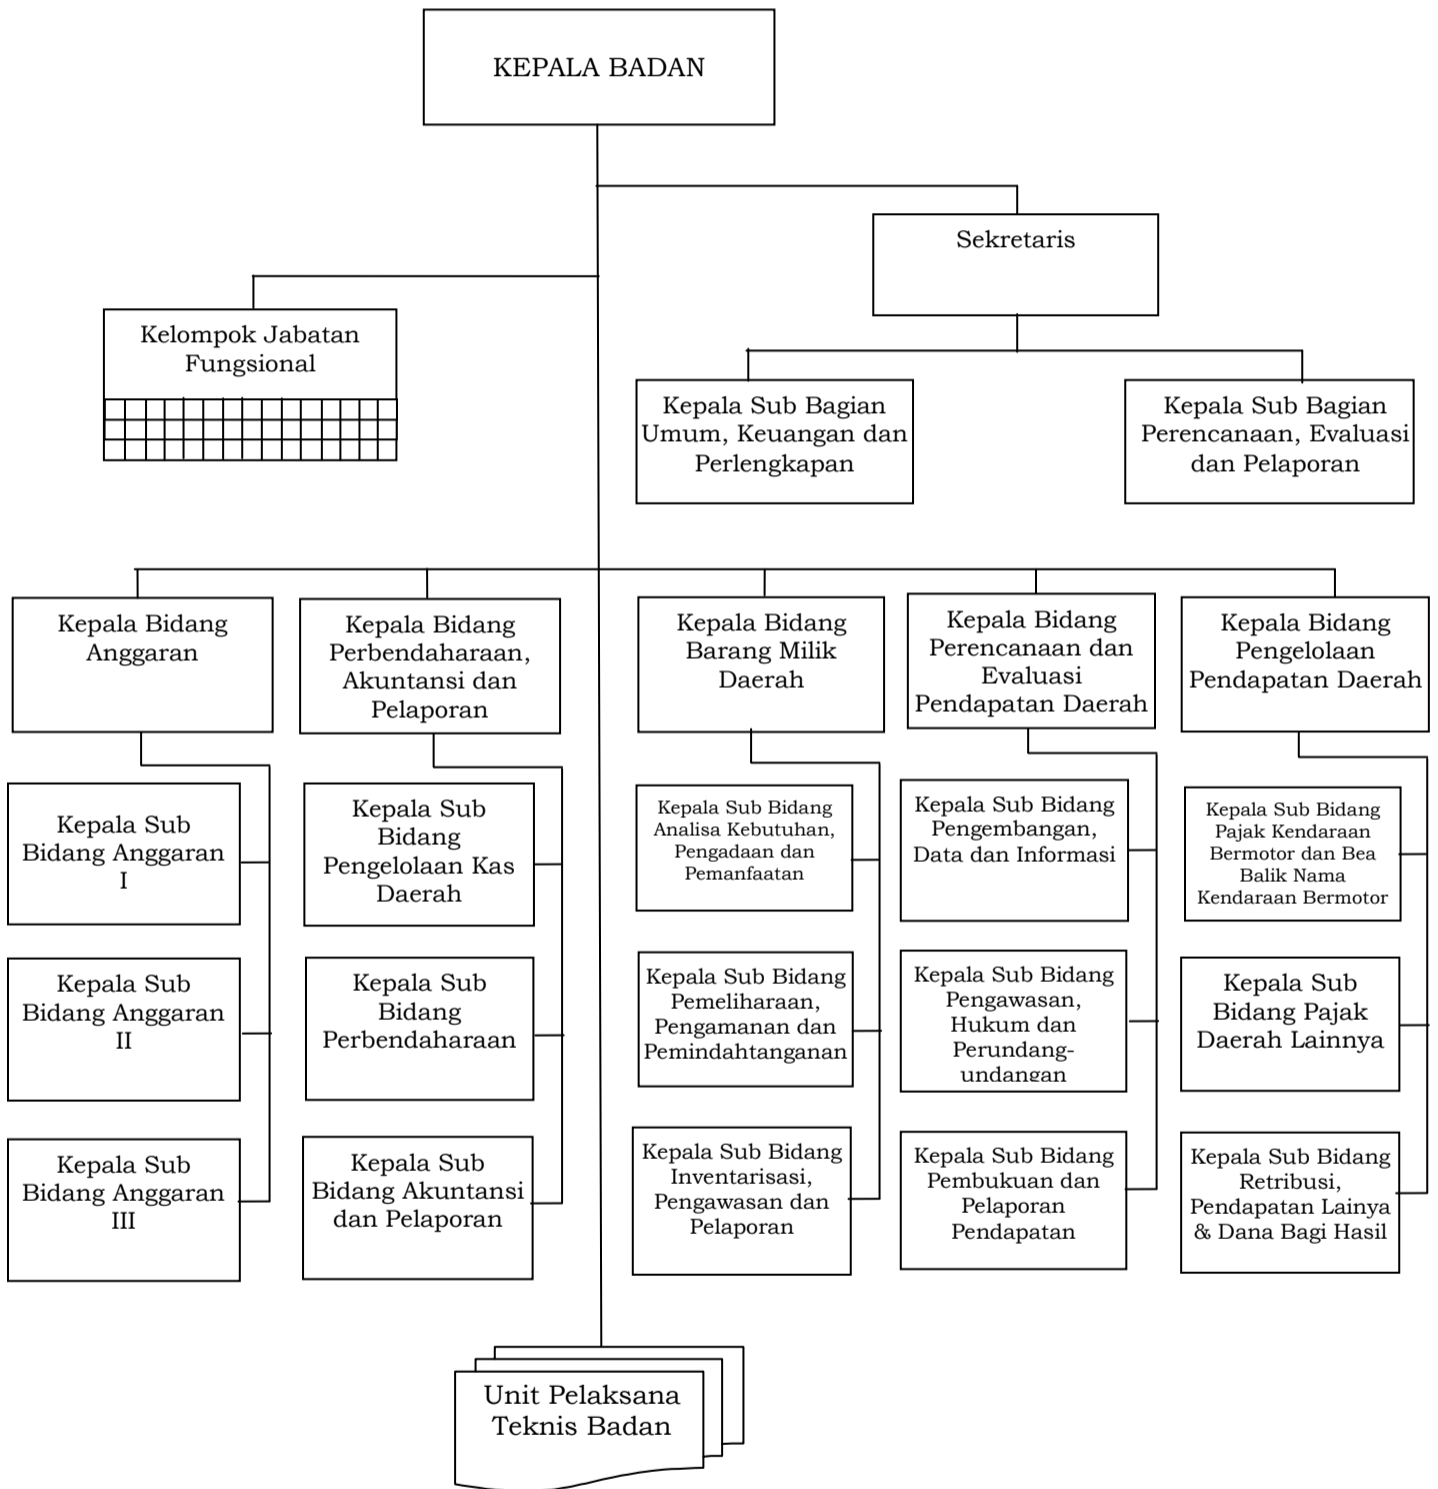 KEPALA BADAN
Sekretaris
Kelompok Jabatan
Fungsional
Kepala Sub Bagian
Umum, Keuangan dan
Perlengkapan
Kepala Sub Bagian
Perencanaan, Evaluasi
dan Pelaporan
Kepala Bidang
Anggaran
Kepala Bidang
Perbendaharaan,
Akuntansi dan
Pelaporan
Kepala Bidang
Barang Milik
Daerah
Kepala Bidang
Perencanaan dan
Evaluasi
Pendapatan Daerah
Kepala Bidang
Pengelolaan
Pendapatan Daerah
Kepala Sub
Bidang Anggaran
I
Kepala Sub
Bidang
Pengelolaan Kas
Daerah
Kepala Sub Bidang
Analisa Kebutuhan,
Pengadaan dan
Pemanfaatan
Kepala Sub Bidang
Pengembangan,
Data dan Informasi
Kepala Sub Bidang
Pajak Kendaraan
Bermotor dan Bea
Balik Nama
Kendaraan Bermotor
Kepala Sub
Bidang Anggaran
II
Kepala Sub
Bidang
Perbendaharaan
Kepala Sub Bidang
Pemeliharaan,
Pengamanan dan
Pemindahtanganan
Kepala Sub Bidang
Pengawasan,
Hukum dan
Perundang-
undangan
Kepala Sub
Bidang Pajak
Daerah Lainnya
Kepala Sub
Bidang Anggaran
III
Kepala Sub
Bidang Akuntansi
dan Pelaporan
Kepala Sub Bidang
Inventarisasi,
Pengawasan dan
Pelaporan
Kepala Sub Bidang
Pembukuan dan
Pelaporan
Pendapatan
Kepala Sub Bidang
Retribusi,
Pendapatan Lainya
& Dana Bagi Hasil
Unit Pelaksana
Teknis Badan